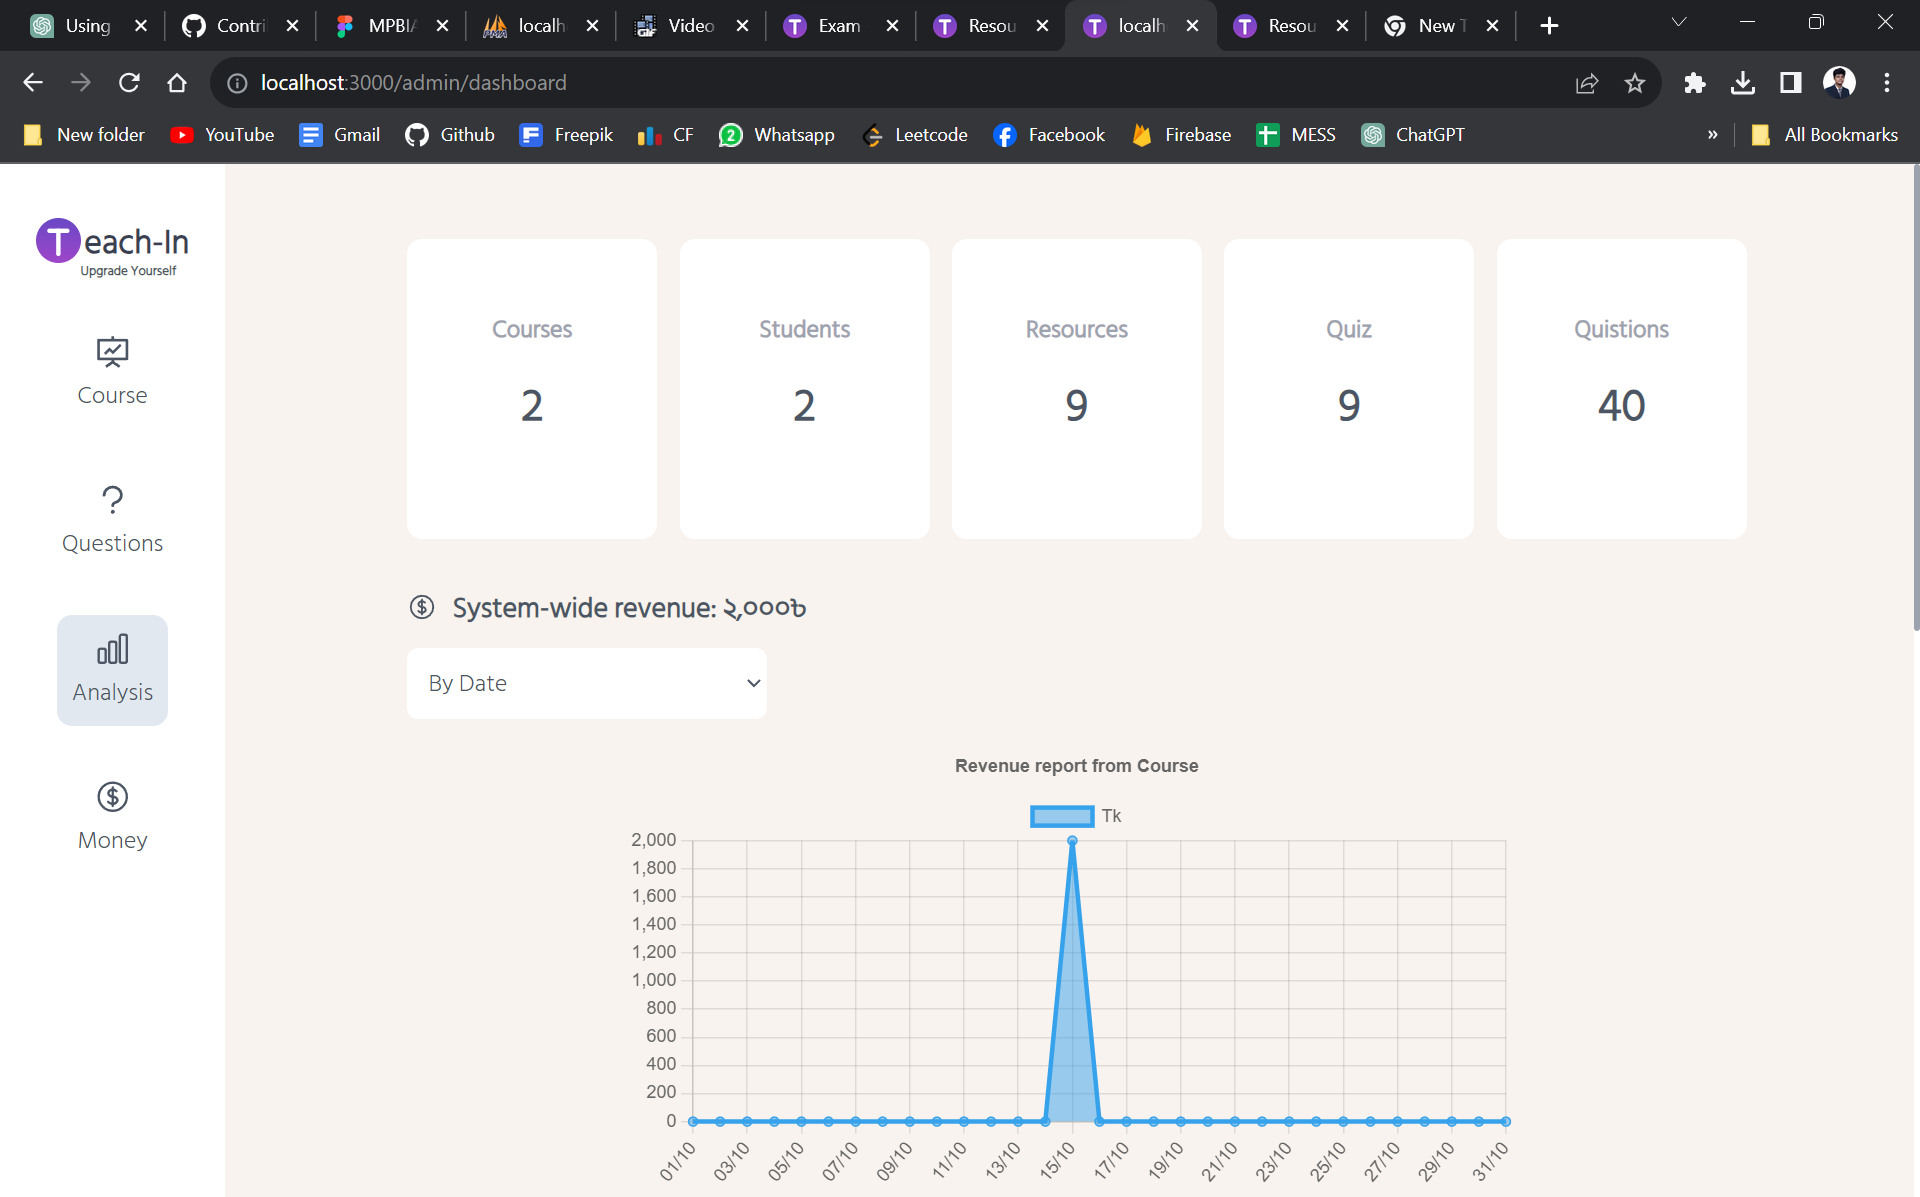 Using
Contri
MPBIA
localh
Video
Exam
Resou
localh
Resou
New T
localhost:3000/admin/dashboard
New folder
YouTube
Gmail
Github
Freepik
CF
2
Whatsapp
Leetcode
Facebook
Firebase
MESS
ChatGPT
»
All Bookmarks
Teach-In
Upgrade Yourself
Course
Questions
Analysis
Money
Courses
2
Students
2
Resources
9
Quiz
9
Quistions
40
System-wide revenue: ২,০০০৳
By Date
Revenue report from Course
Tk
2,000
1,800
1,600
1,400
1,200
1,000
800
600
400
200
0
01/10 03/10 05/10 07/10 09/10 11/10 13/10 15/10 17/10 19/10 21/10 23/10 25/10 27/10 29/10 31/10